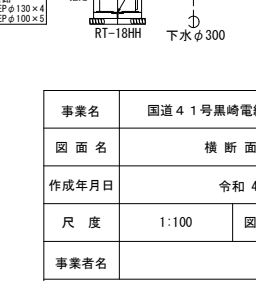 EPφ130×4
EPφ100×5
RT-18HH
下水φ300
事業名 国道41号黒崎電
図面名 横断面
作成年月日 令和 4
尺度 1:100 図
事業者名